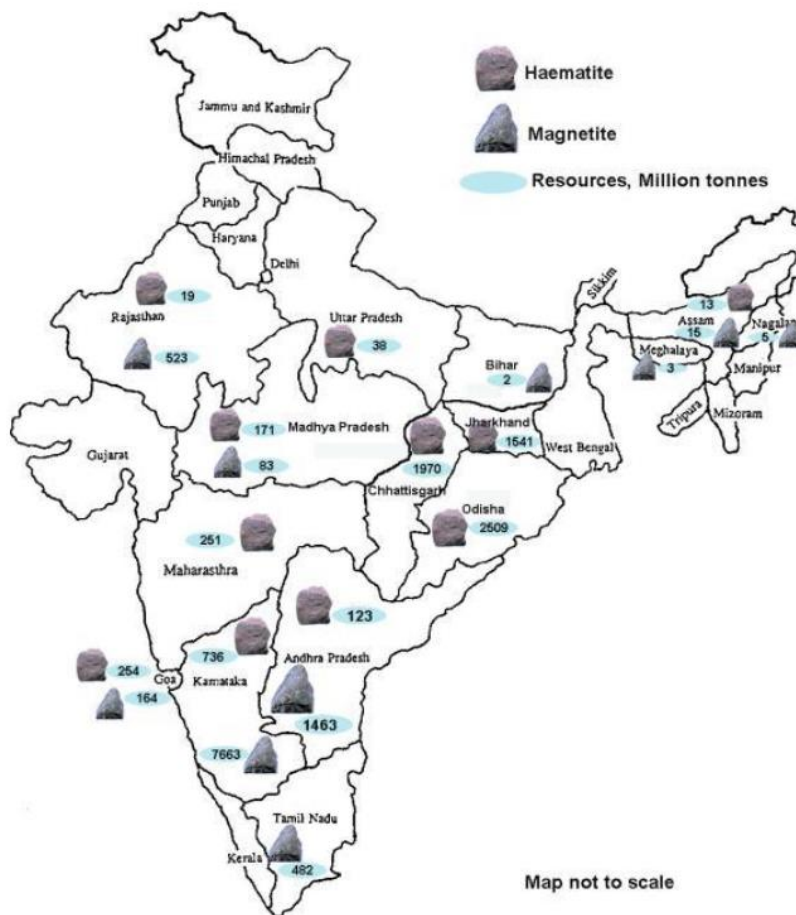 Haematite
Magnetite
Resources, Million tonnes
Jammu and Kashmir
Himachal Pradesh
Punjab
Haryana
Delhi
19
Rajasthan
523
Uttar Pradesh
38
Sikkim
13
Assam
15
5
Meghalaya
3
Manipur
Tripura
Mizoram
Bihar
2
171
Madhya Pradesh
83
Gujarat
Jharkhand
1541
West Bengal
1970
Chhattisgarh
Odisha
2509
251
Maharasthra
123
736
Andhra Pradesh
254
Goa
Karnataka
164
1463
7663
Tamil Nadu
Kerala
482
Map not to scale